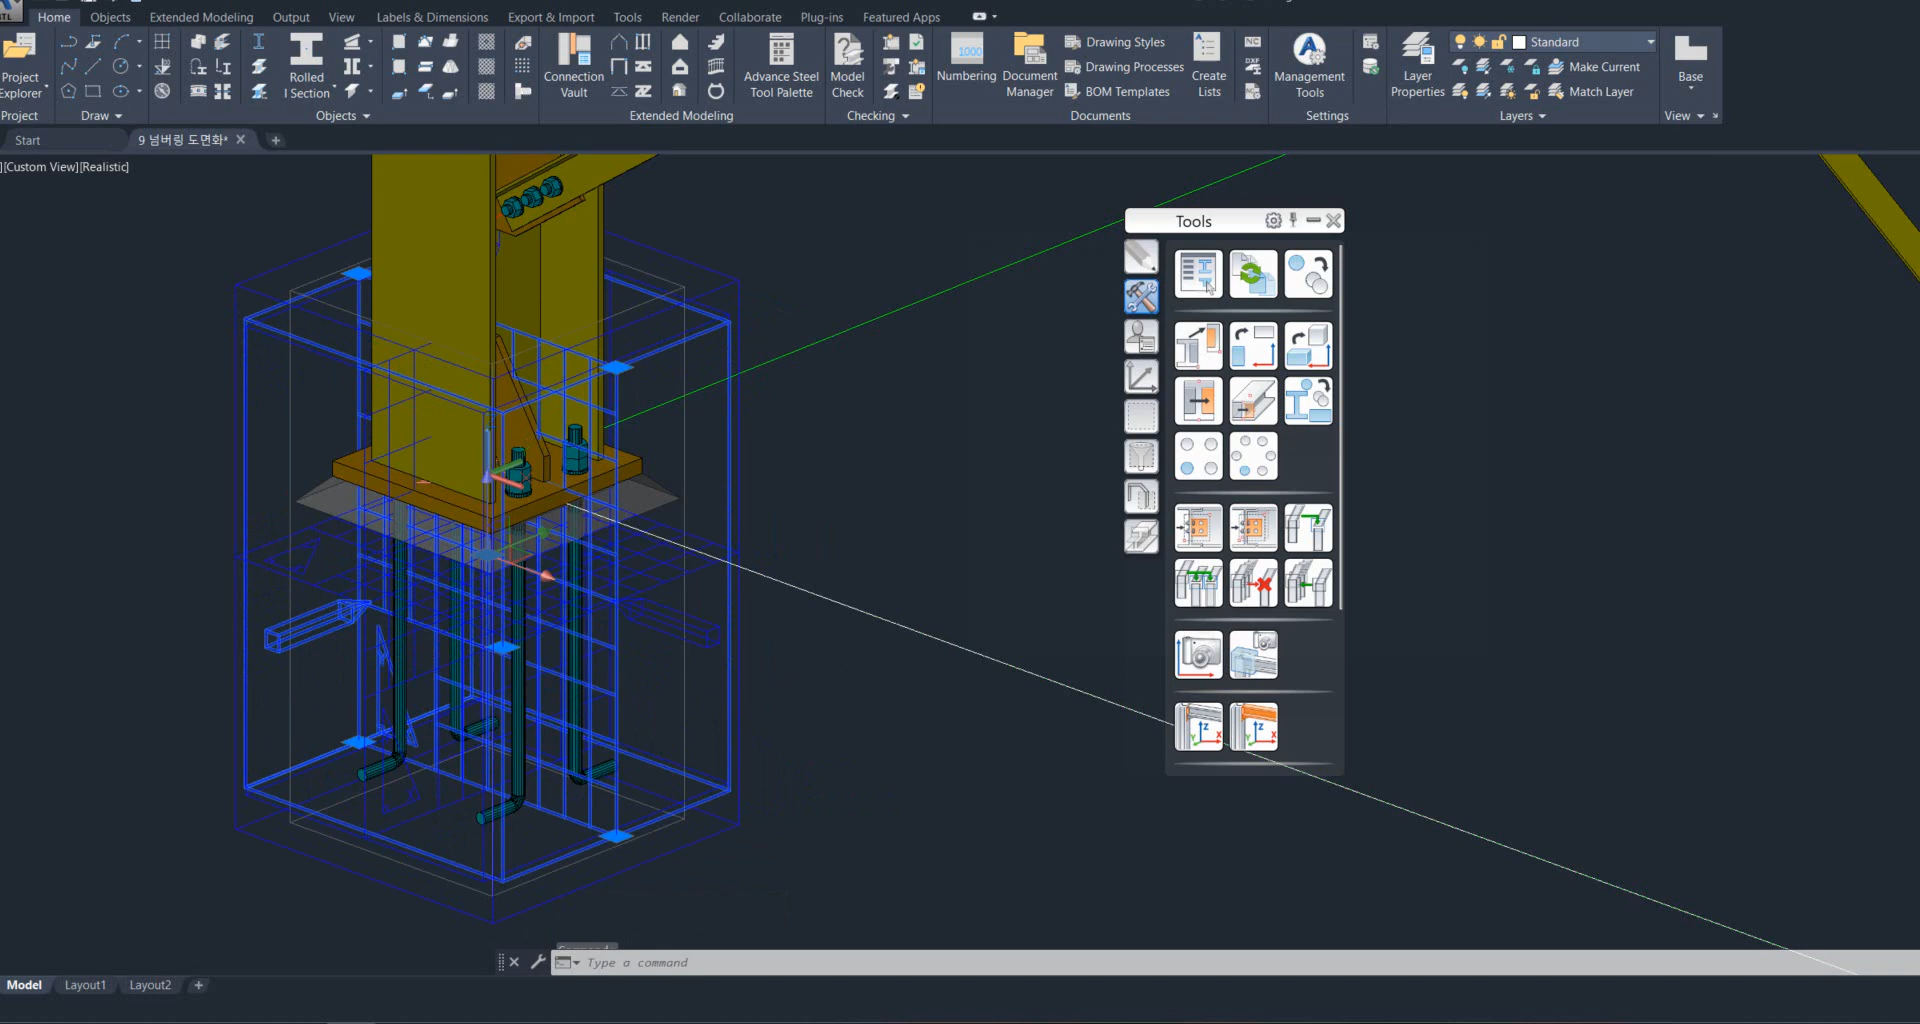 Home Objects Extended Modeling Output View Labels & Dimensions Export & Import Tools Render Collaborate Plug-ins Featured Apps
Project
Explorer
Rolled
I Section
Connection
Vault
Advance Steel
Tool Palette
Model
Check
1000
Numbering
Document
Manager
Drawing Styles
Drawing Processes
BOM Templates
Create
Lists
NC
DXF
Management
Tools
Layer
Properties
Standard
Make Current
Match Layer
Base
Project Draw Objects Extended Modeling Checking Documents Settings Layers View
Start 9 넘버링 도면화*
][Custom View][Realistic]
Tools
Z
X
Y
Z
X
Y
Type a command
Model Layout1 Layout2